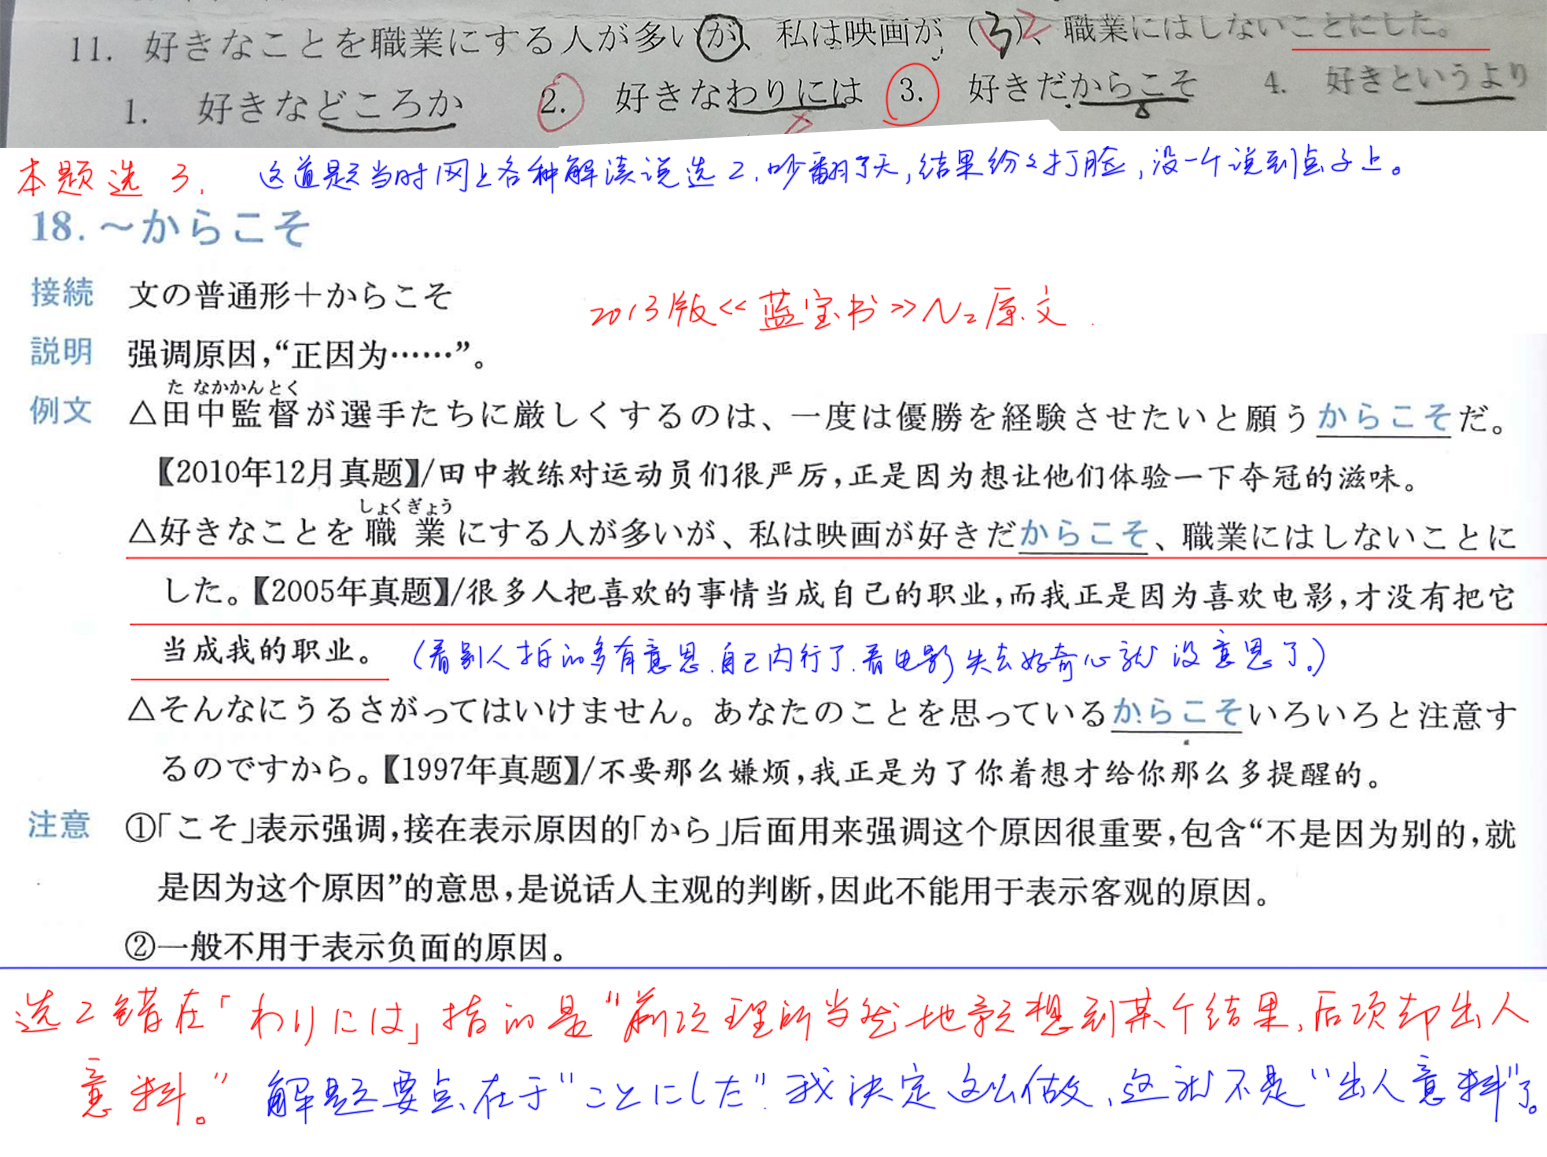 11. 好きなことを職業にする人が多いが、私は映画が (3)2、職業にはしないことにした。
1. 好きなどころか 2. 好きなわりには 3. 好きだからこそ 4. 好きというより
本题选 3. 这道题当时网上各种解读说选2,吵翻了天,结果纷々打脸,没一个说到点子上。
18. ～からこそ
接続 文の普通形＋からこそ
2013版<<蓝宝书>>N2原文.
説明 强调原因,“正因为……”。
た なかかんとく
例文 △田中監督が選手たちに厳しくするのは、一度は優勝を経験させたいと願うからこそだ。
【2010年12月真题】/田中教练对运动员们很严厉,正是因为想让他们体验一下夺冠的滋味。
しょくぎょう
△好きなことを職業にする人が多いが、私は映画が好きだからこそ、職業にはしないことに
した。【2005年真题】/很多人把喜欢的事情当成自己的职业,而我正是因为喜欢电影,才没有把它
当成我的职业。 (看别人拍的多有意思.自己内行了.看电影失去好奇心就没意思了。)
△そんなにうるさがってはいけません。あなたのことを思っているからこそいろいろと注意す
るのですから。【1997年真题】/不要那么嫌烦,我正是为了你着想才给你那么多提醒的。
注意 ①「こそ」表示强调,接在表示原因的「から」后面用来强调这个原因很重要,包含“不是因为别的,就
是因为这个原因”的意思,是说话人主观的判断,因此不能用于表示客观的原因。
②一般不用于表示负面的原因。
选2错在「わりには」指的是“前项理所当然地预想到某个结果,后项却出人
意料。” 解题要点在于“ことにした”.我决定这么做,这就不是“出人意料”了。